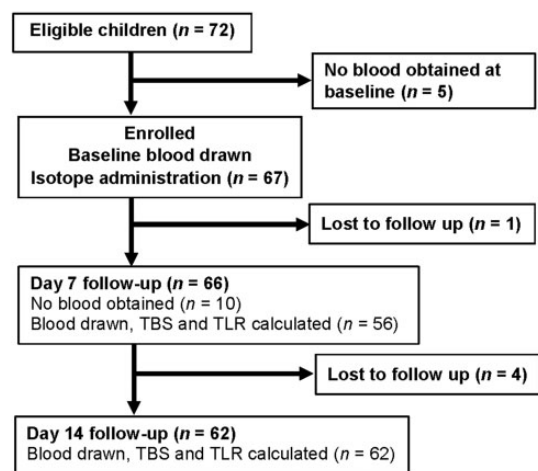 Eligible children (n = 72)
No blood obtained at
baseline (n = 5)
Enrolled
Baseline blood drawn
Isotope administration (n = 67)
Lost to follow up (n = 1)
Day 7 follow-up (n = 66)
No blood obtained (n = 10)
Blood drawn, TBS and TLR calculated (n = 56)
Lost to follow up (n = 4)
Day 14 follow-up (n = 62)
Blood drawn, TBS and TLR calculated (n = 62)